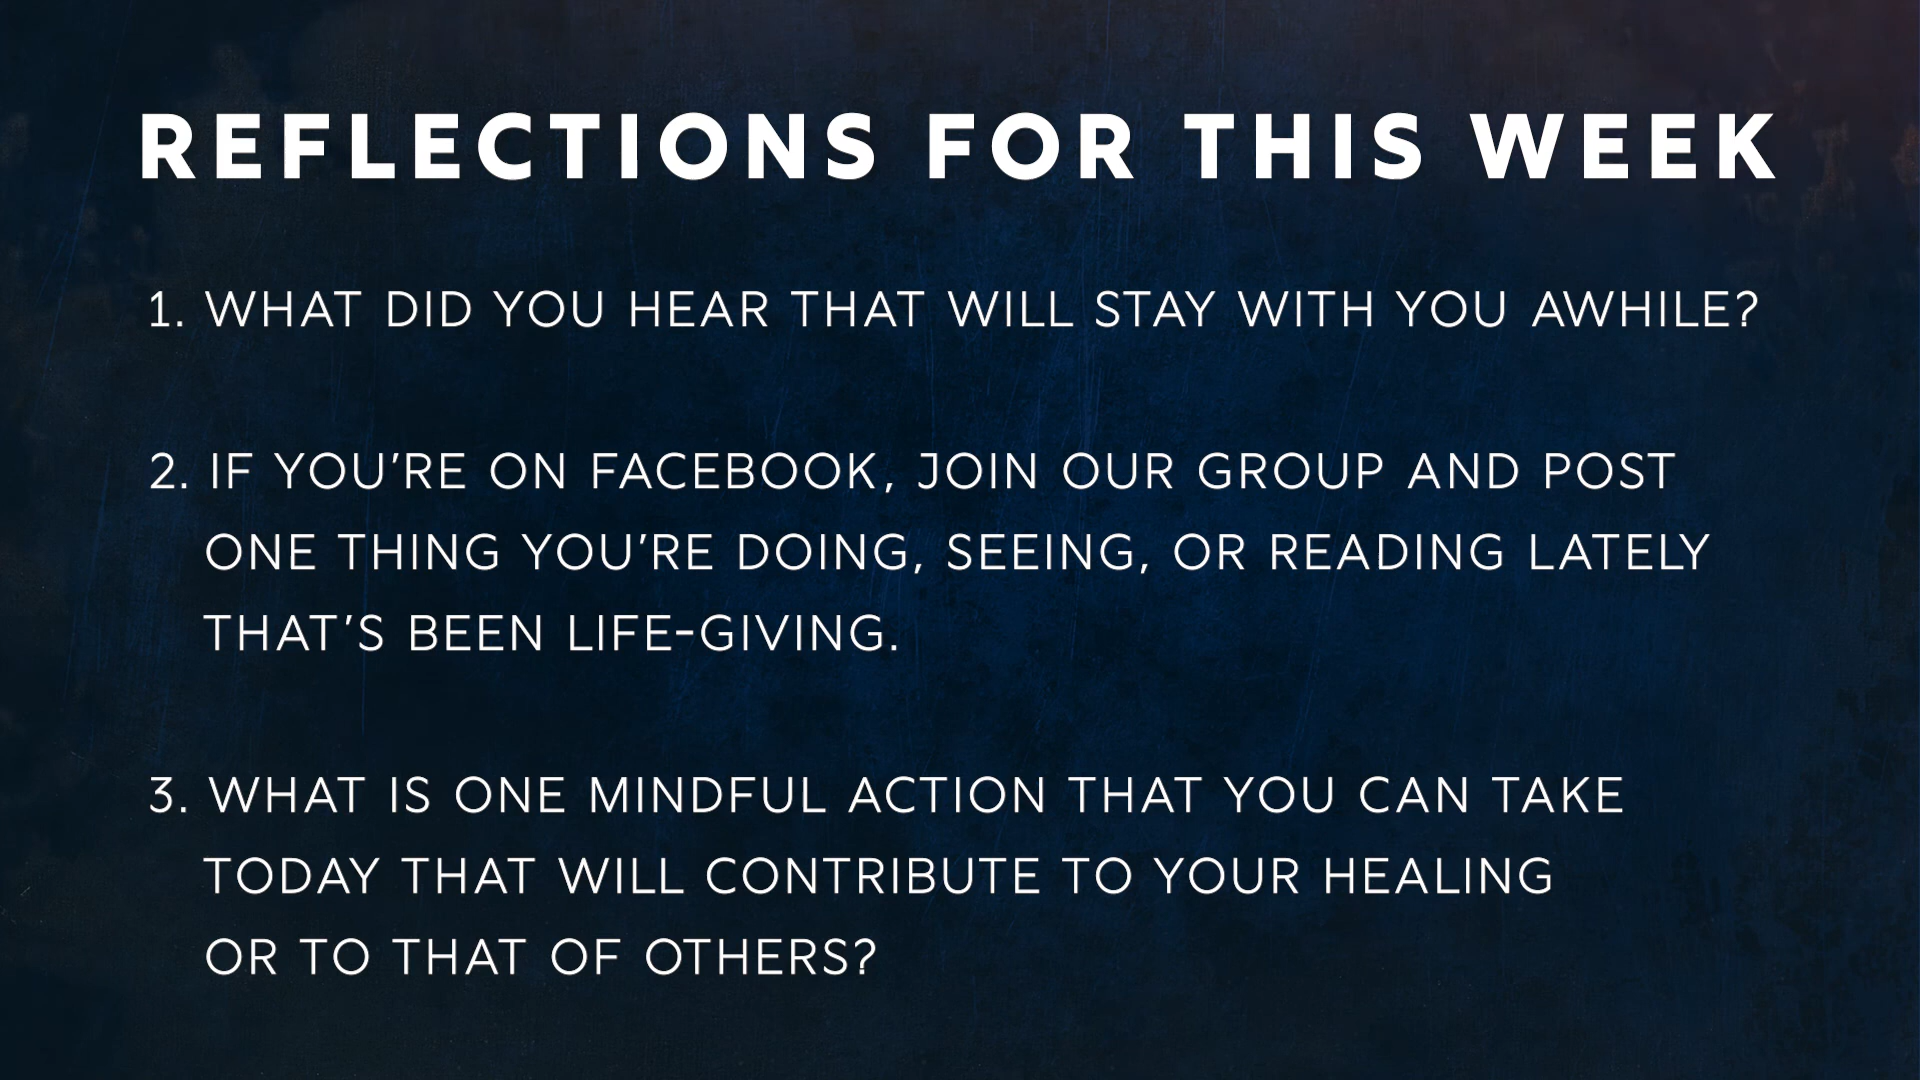 REFLECTIONS FOR THIS WEEK
1. WHAT DID YOU HEAR THAT WILL STAY WITH YOU AWHILE?
2. IF YOU’RE ON FACEBOOK, JOIN OUR GROUP AND POST
ONE THING YOU’RE DOING, SEEING, OR READING LATELY
THAT’S BEEN LIFE-GIVING.
3. WHAT IS ONE MINDFUL ACTION THAT YOU CAN TAKE
TODAY THAT WILL CONTRIBUTE TO YOUR HEALING
OR TO THAT OF OTHERS?